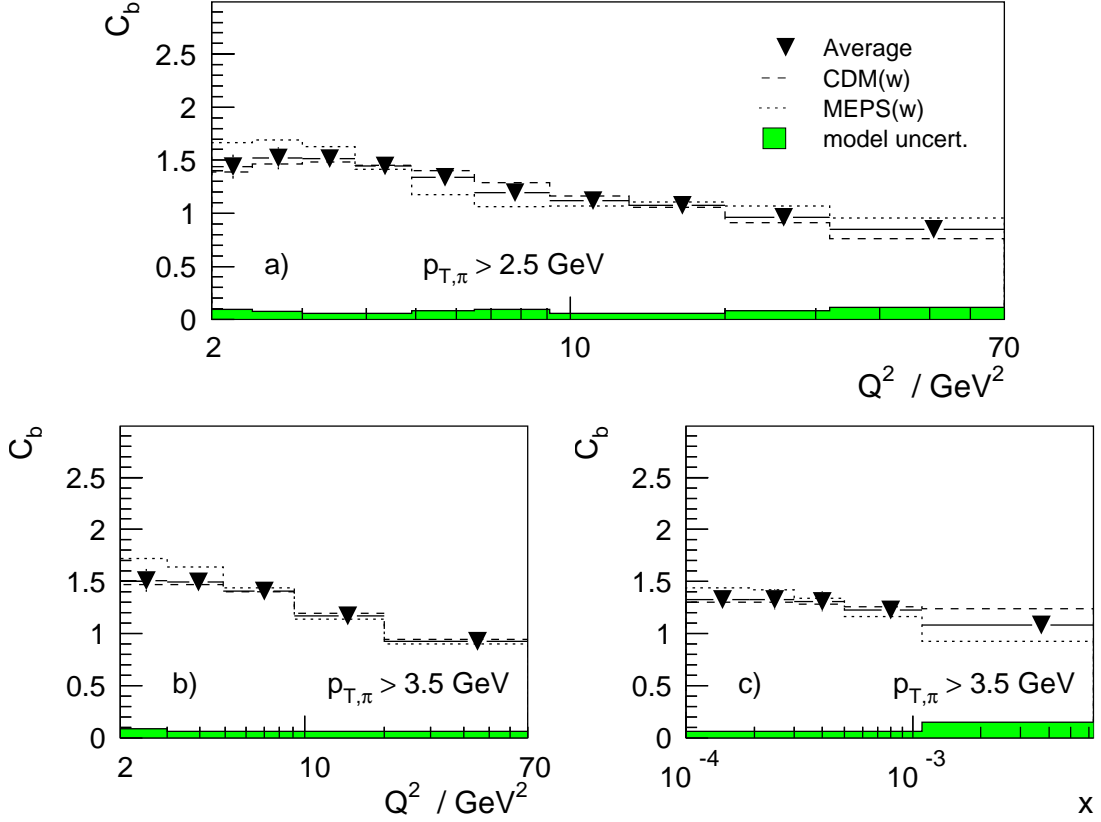 C_b
2.5
2
1.5
1
0.5
0
Average
CDM(w)
MEPS(w)
model uncert.
a) p_{T,π} > 2.5 GeV
2 10 70
Q^2 / GeV^2
C_b
2.5
2
1.5
1
0.5
0
b) p_{T,π} > 3.5 GeV
2 10 70
Q^2 / GeV^2
C_b
2.5
2
1.5
1
0.5
0
c) p_{T,π} > 3.5 GeV
10^{-4} 10^{-3}
x